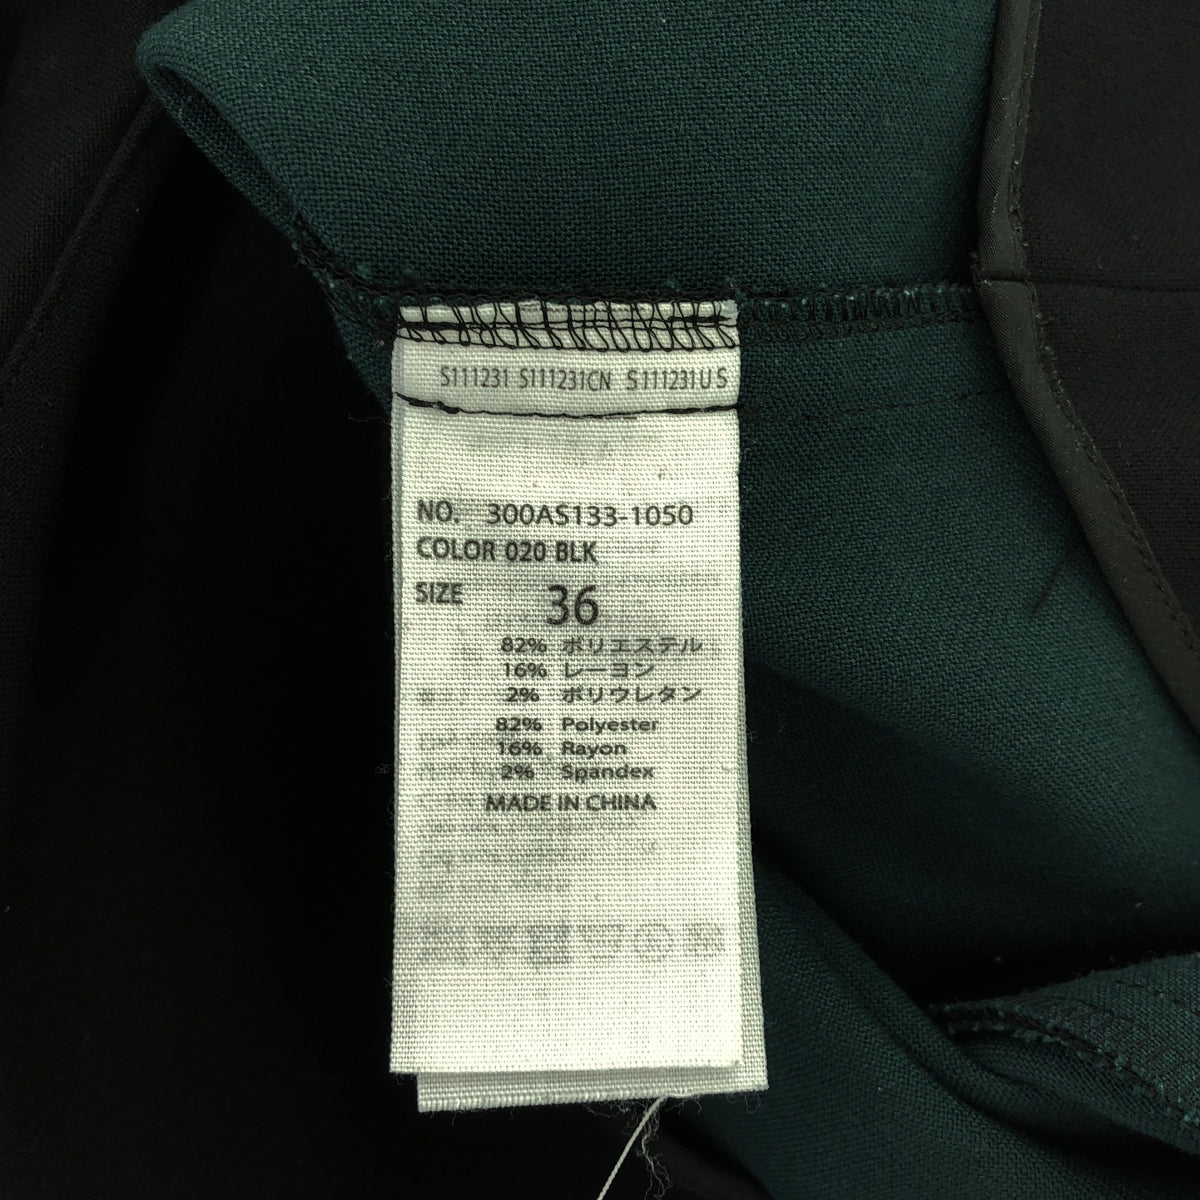 S111231 S111231CN S111231US
NO. 300AS133-1050
COLOR 020 BLK
SIZE 36
82% ポリエステル
16% レーヨン
2% ポリウレタン
82% Polyester
16% Rayon
2% Spandex
MADE IN CHINA